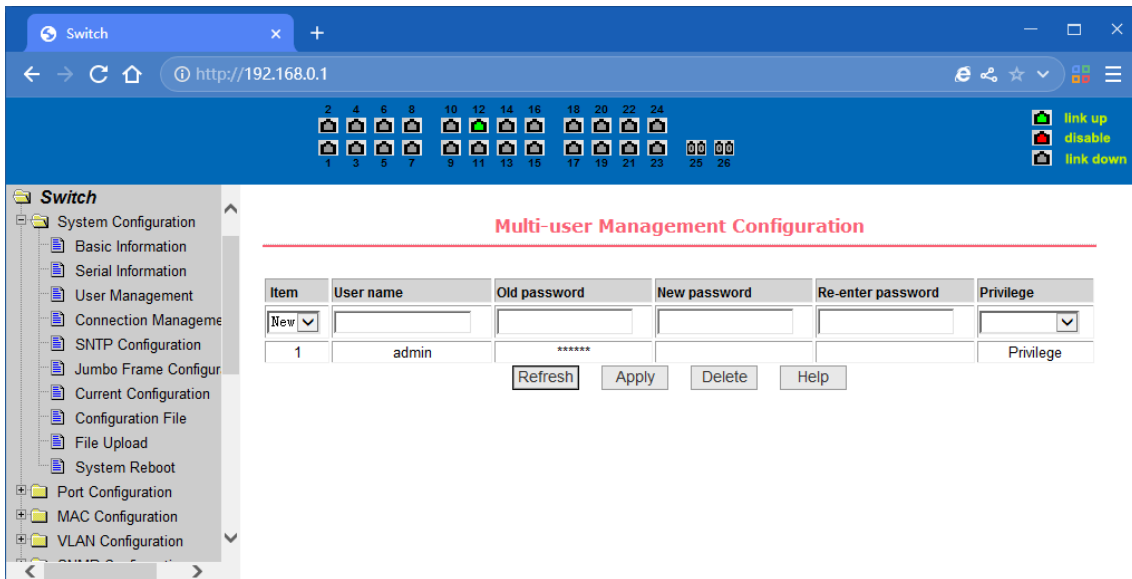 Switch
http://192.168.0.1
2 4 6 8 10 12 14 16 18 20 22 24
1 3 5 7 9 11 13 15 17 19 21 23 25 26
link up
disable
link down
Switch
System Configuration
Basic Information
Serial Information
User Management
Connection Manageme
SNTP Configuration
Jumbo Frame Configur
Current Configuration
Configuration File
File Upload
System Reboot
Port Configuration
MAC Configuration
VLAN Configuration
Multi-user Management Configuration
Item User name Old password New password Re-enter password Privilege
New
1 admin ****** Privilege
Refresh Apply Delete Help